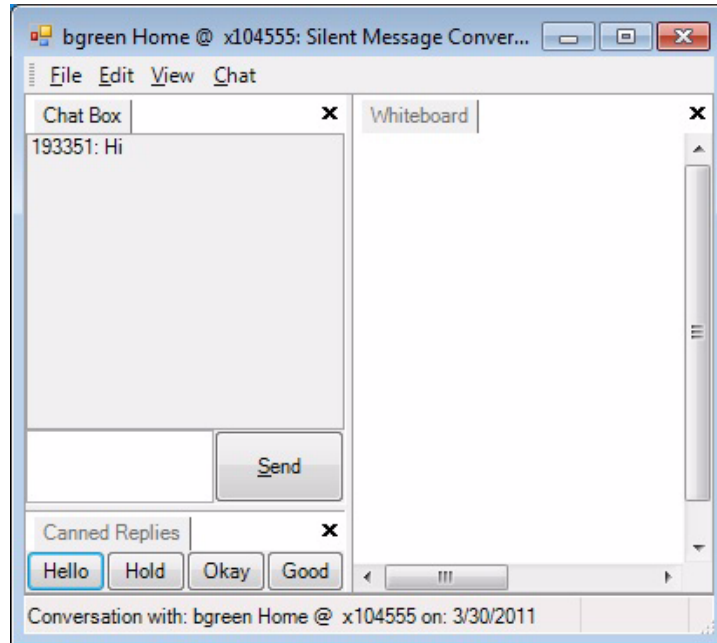 bgreen Home @ x104555: Silent Message Conver...
File Edit View Chat
Chat Box
193351: Hi
Send
Canned Replies
Hello Hold Okay Good
Whiteboard
Conversation with: bgreen Home @ x104555 on: 3/30/2011